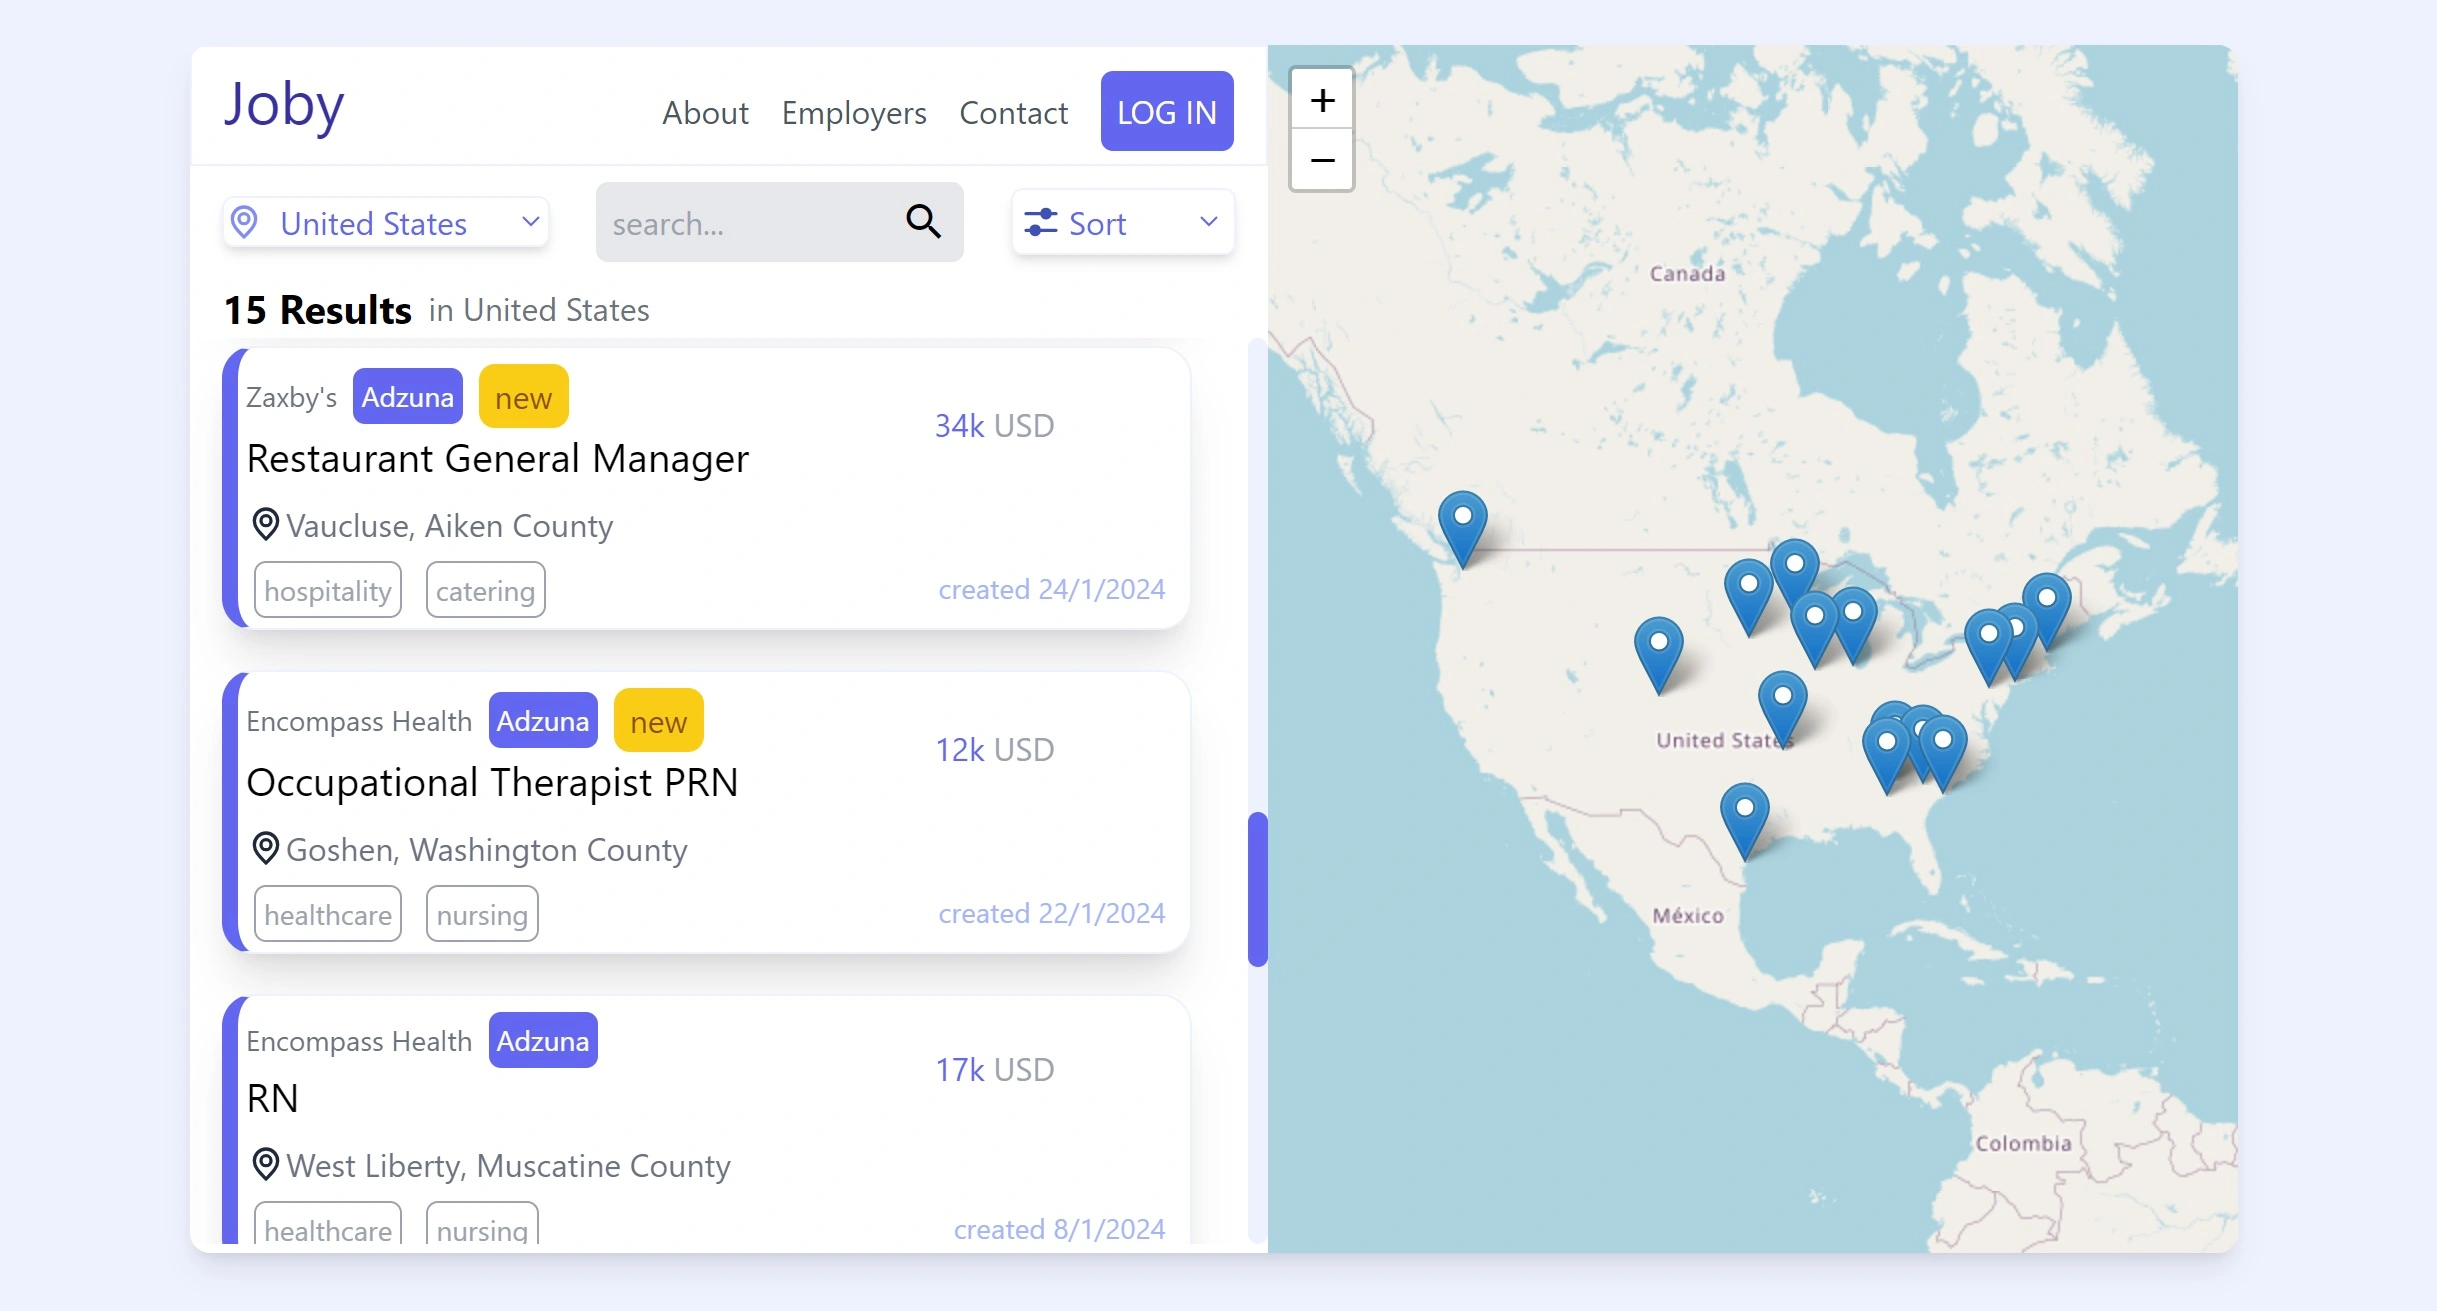 Joby
About Employers Contact LOG IN
United States
search...
Sort
15 Results in United States
Zaxby's Adzuna new
34k USD
Restaurant General Manager
Vaucluse, Aiken County
hospitality catering
created 24/1/2024
Encompass Health Adzuna new
12k USD
Occupational Therapist PRN
Goshen, Washington County
healthcare nursing
created 22/1/2024
Encompass Health Adzuna
17k USD
RN
West Liberty, Muscatine County
healthcare nursing
created 8/1/2024
+
−
Canada
United States
México
Colombia